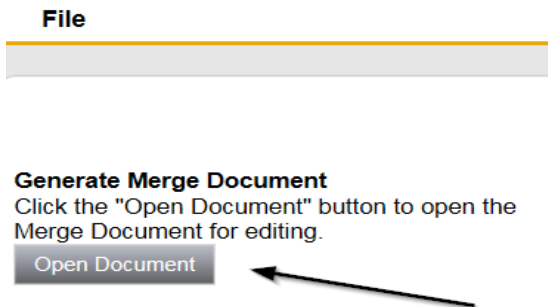 File
Generate Merge Document
Click the "Open Document" button to open the
Merge Document for editing.
Open Document